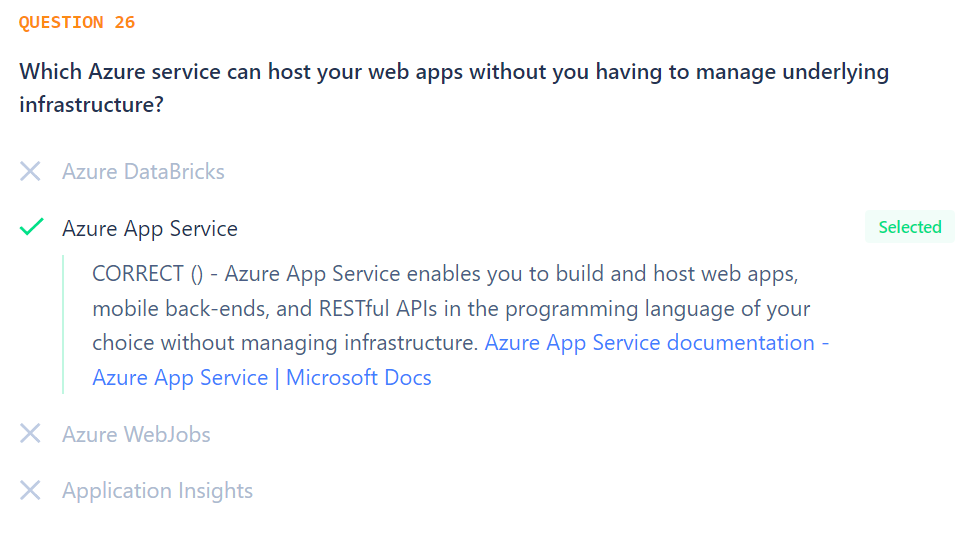 QUESTION 26
Which Azure service can host your web apps without you having to manage underlying
infrastructure?
Azure DataBricks
Azure App Service
Selected
CORRECT () - Azure App Service enables you to build and host web apps,
mobile back-ends, and RESTful APIs in the programming language of your
choice without managing infrastructure. Azure App Service documentation -
Azure App Service | Microsoft Docs
Azure WebJobs
Application Insights